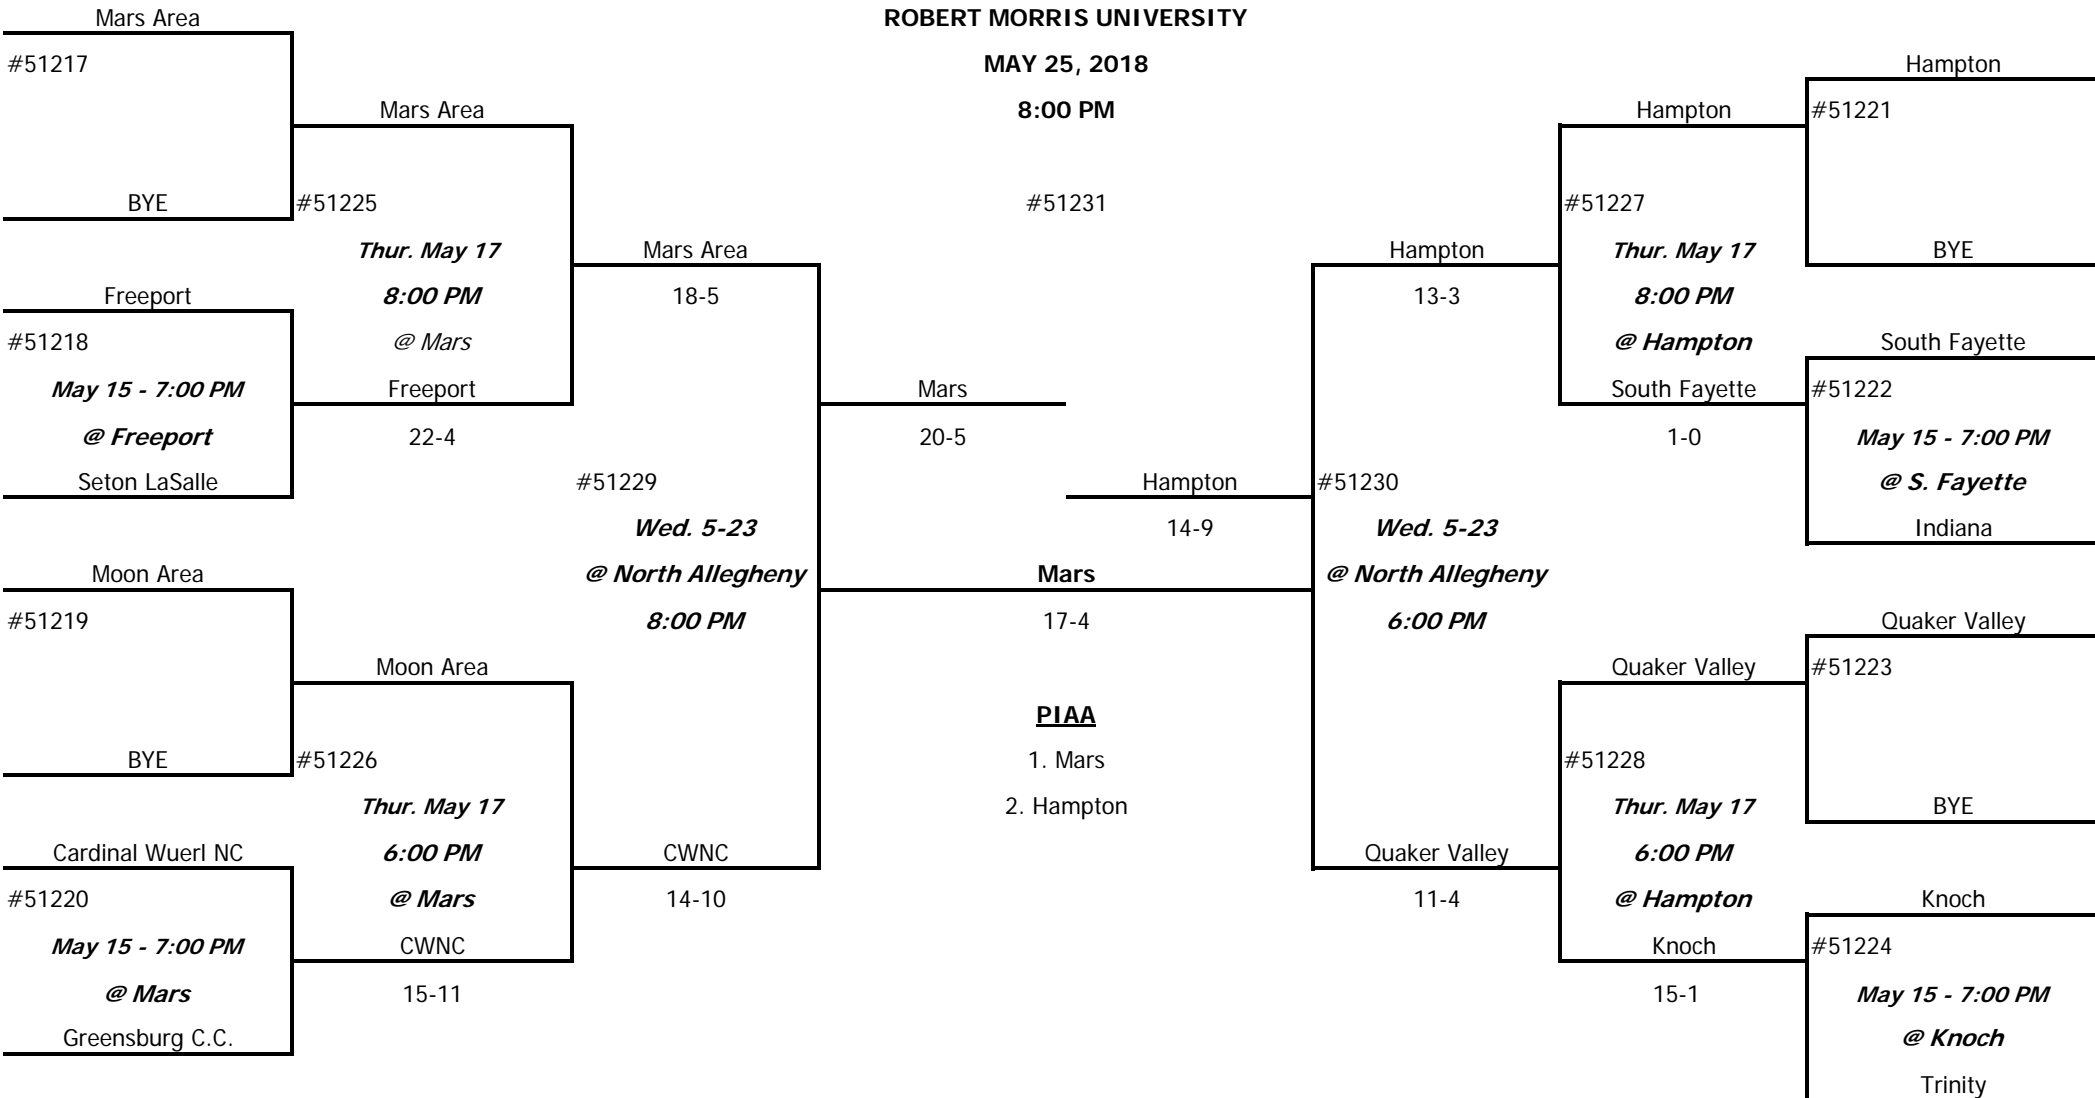 Mars Area
#51217
Mars Area
BYE
#51225
Thur. May 17
8:00 PM
@ Mars
Freeport
#51218
May 15 - 7:00 PM
@ Freeport
Seton LaSalle
Freeport
22-4
Mars Area
18-5
#51229
Wed. 5-23
@ North Allegheny
8:00 PM
Moon Area
#51219
Moon Area
BYE
#51226
Thur. May 17
6:00 PM
@ Mars
Cardinal Wuerl NC
#51220
May 15 - 7:00 PM
@ Mars
Greensburg C.C.
CWNC
15-11
CWNC
14-10
ROBERT MORRIS UNIVERSITY
MAY 25, 2018
8:00 PM
#51231
Mars
20-5
Hampton
14-9
Mars
17-4
PIAA
1. Mars
2. Hampton
Hampton
13-3
#51230
Wed. 5-23
@ North Allegheny
6:00 PM
Quaker Valley
11-4
Hampton
#51227
Thur. May 17
8:00 PM
@ Hampton
South Fayette
1-0
Hampton
#51221
BYE
South Fayette
#51222
May 15 - 7:00 PM
@ S. Fayette
Indiana
Quaker Valley
#51228
Thur. May 17
6:00 PM
@ Hampton
Knoch
15-1
Quaker Valley
#51223
BYE
Knoch
#51224
May 15 - 7:00 PM
@ Knoch
Trinity